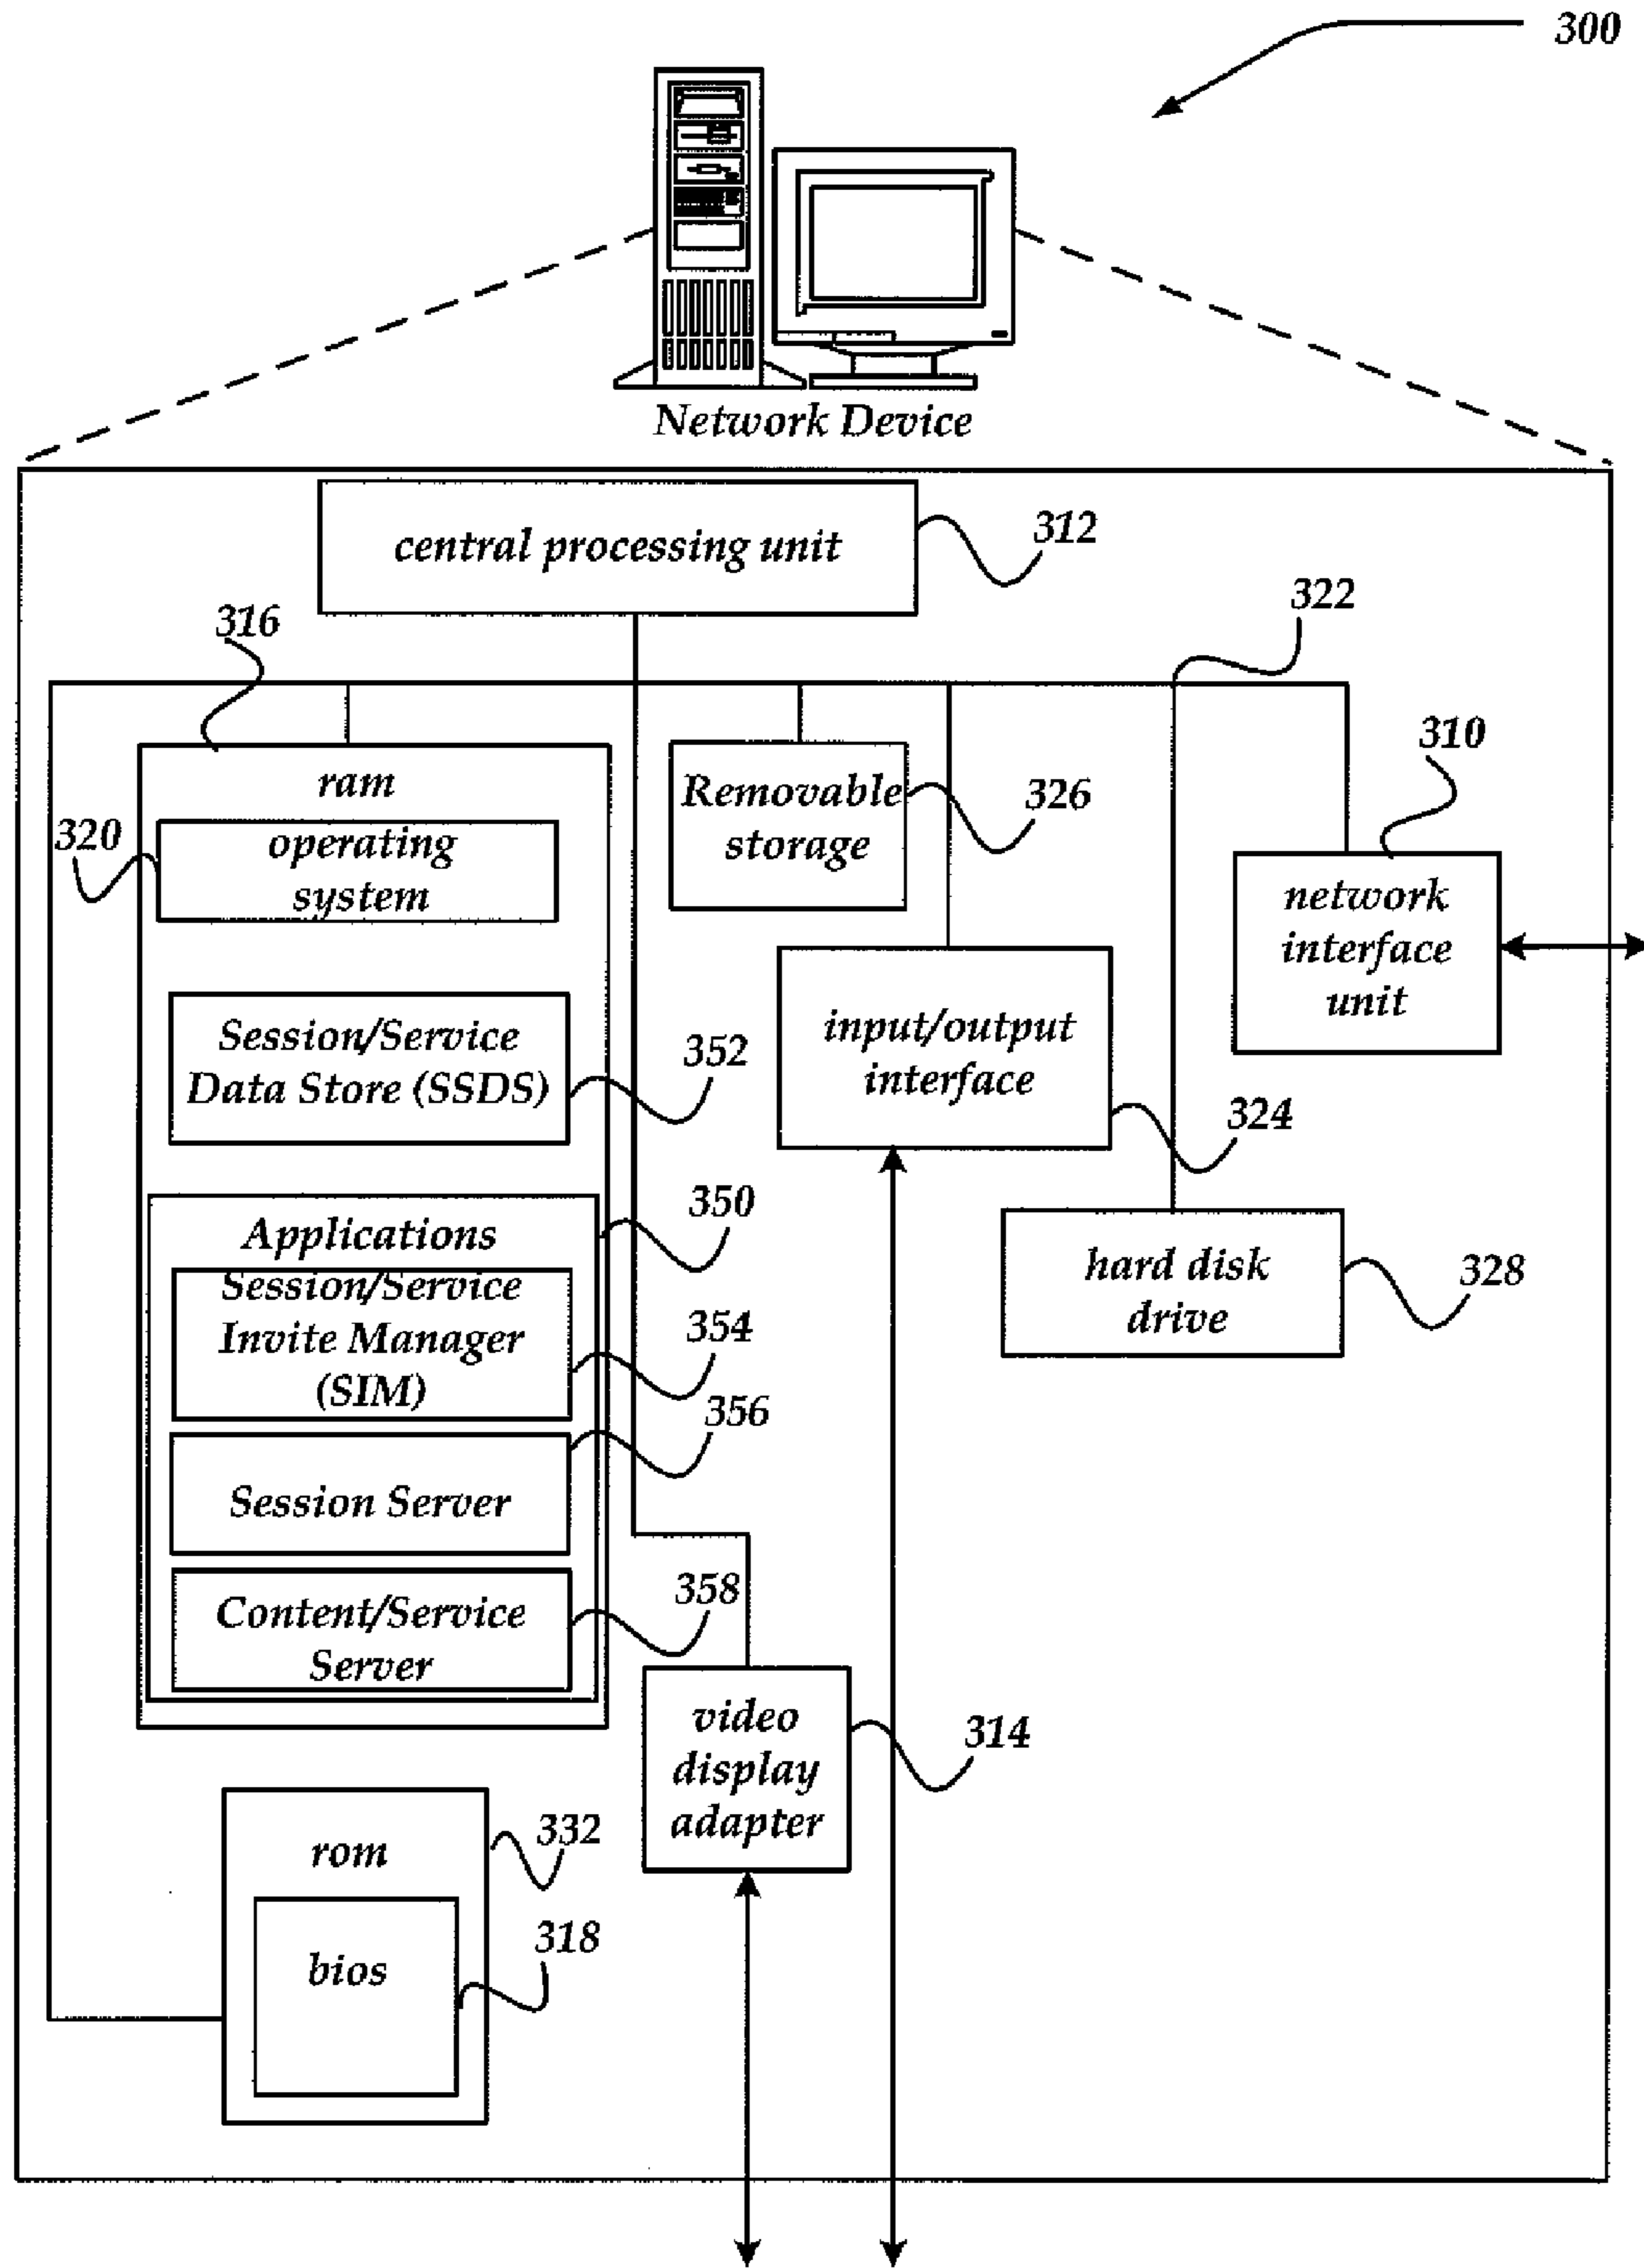 300
Network Device
central processing unit
312
322
316
310
ram
Removable
storage
326
320
operating
system
network
interface
unit
Session/Service
Data Store (SSDS)
352
input/output
interface
324
350
Applications
Session/Service
Invite Manager
(SIM)
354
hard disk
drive
328
356
Session Server
358
Content/Service
Server
video
display
adapter
314
rom
332
bios
318